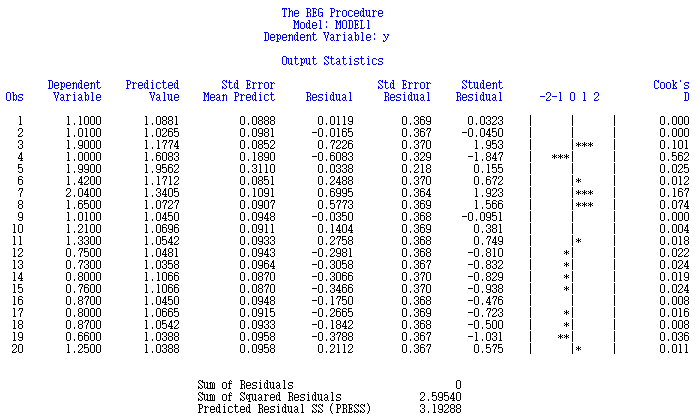 The REG Procedure
Model: MODEL1
Dependent Variable: y
Output Statistics
Dependent Predicted Std Error Std Error Student Cook's
Obs Variable Value Mean Predict Residual Residual Residual -2-1 0 1 2 D
1 1.1000 1.0881 0.0888 0.0119 0.369 0.0323 | | | 0.000
2 1.0100 1.0265 0.0981 -0.0165 0.367 -0.0450 | | | 0.000
3 1.9000 1.1774 0.0852 0.7226 0.370 1.953 | |*** | 0.101
4 1.0000 1.6083 0.1890 -0.6083 0.329 -1.847 | ***| | 0.562
5 1.9900 1.9562 0.3110 0.0338 0.218 0.155 | | | 0.025
6 1.4200 1.1712 0.0851 0.2488 0.370 0.672 | |* | 0.012
7 2.0400 1.3405 0.1091 0.6995 0.364 1.923 | |*** | 0.167
8 1.6500 1.0727 0.0907 0.5773 0.369 1.566 | |*** | 0.074
9 1.0100 1.0450 0.0948 -0.0350 0.368 -0.0951 | | | 0.000
10 1.2100 1.0696 0.0911 0.1404 0.369 0.381 | | | 0.004
11 1.3300 1.0542 0.0933 0.2758 0.368 0.749 | |* | 0.018
12 0.7500 1.0481 0.0943 -0.2981 0.368 -0.810 | *| | 0.022
13 0.7300 1.0358 0.0964 -0.3058 0.367 -0.832 | *| | 0.024
14 0.8000 1.1066 0.0870 -0.3066 0.370 -0.829 | *| | 0.019
15 0.7600 1.1066 0.0870 -0.3466 0.370 -0.938 | *| | 0.024
16 0.8700 1.0450 0.0948 -0.1750 0.368 -0.476 | | | 0.008
17 0.8000 1.0665 0.0915 -0.2665 0.369 -0.723 | *| | 0.016
18 0.8700 1.0542 0.0933 -0.1842 0.368 -0.500 | *| | 0.008
19 0.6600 1.0388 0.0958 -0.3788 0.367 -1.031 | **| | 0.036
20 1.2500 1.0388 0.0958 0.2112 0.367 0.575 | |* | 0.011
Sum of Residuals 0
Sum of Squared Residuals 2.59540
Predicted Residual SS (PRESS) 3.19288